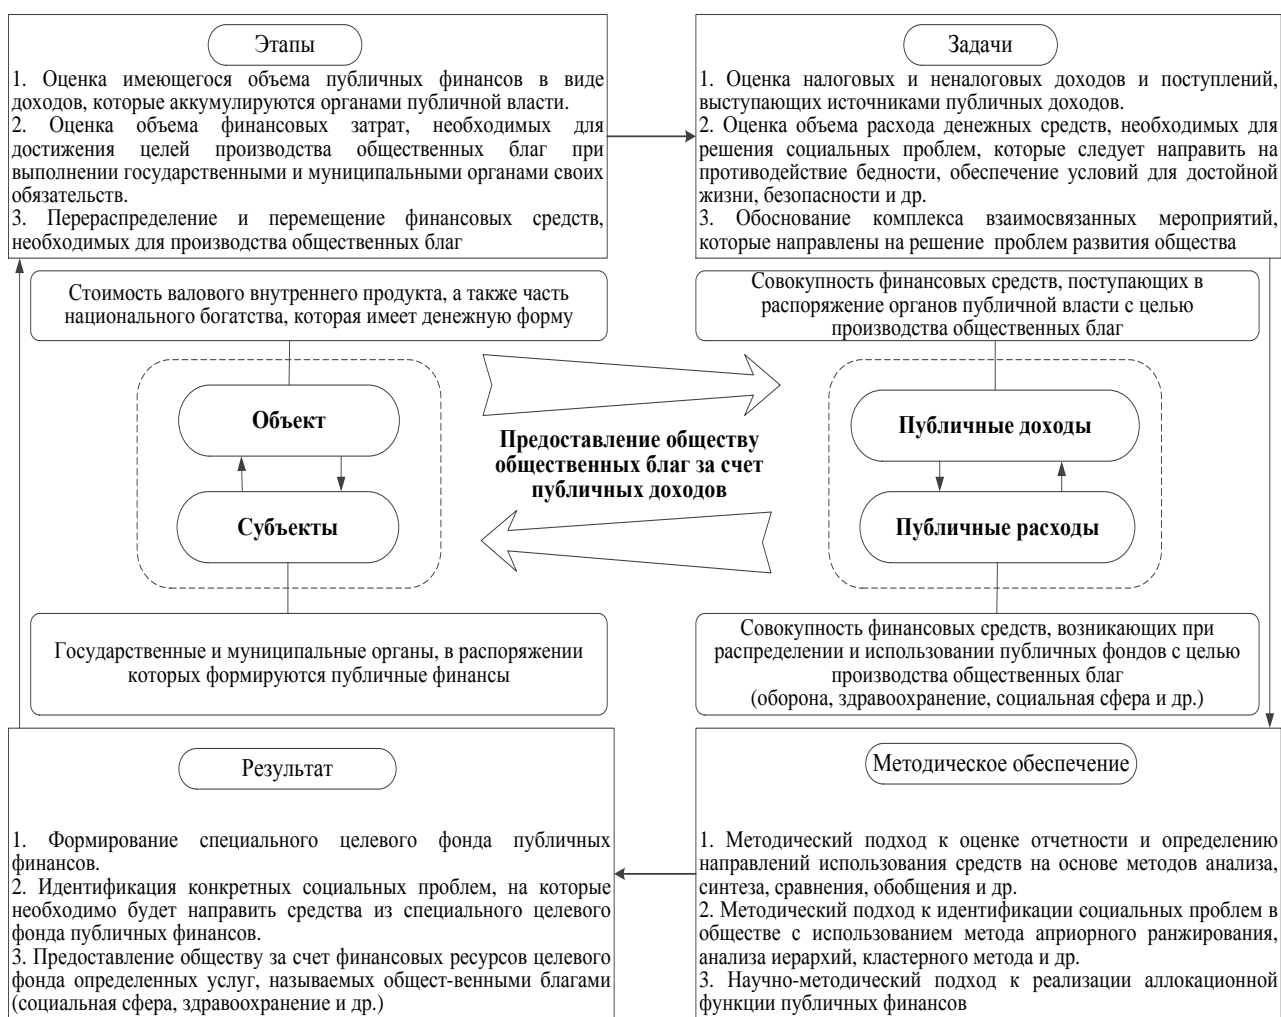 Этапы
1. Оценка имеющегося объема публичных финансов в виде
доходов, которые аккумулируются органами публичной власти.
2. Оценка объема финансовых затрат, необходимых для
достижения целей производства общественных благ при
выполнении государственными и муниципальными органами своих
обязательств.
3. Перераспределение и перемещение финансовых средств,
необходимых для производства общественных благ
Задачи
1. Оценка налоговых и неналоговых доходов и поступлений,
выступающих источниками публичных доходов.
2. Оценка объема расхода денежных средств, необходимых для
решения социальных проблем, которые следует направить на
противодействие бедности, обеспечение условий для достойной
жизни, безопасности и др.
3. Обоснование комплекса взаимосвязанных мероприятий,
которые направлены на решение проблем развития общества
Стоимость валового внутреннего продукта, а также часть
национального богатства, которая имеет денежную форму
Совокупность финансовых средств, поступающих в
распоряжение органов публичной власти с целью
производства общественных благ
Объект
Субъекты
Предоставление обществу
общественных благ за счет
публичных доходов
Публичные доходы
Публичные расходы
Государственные и муниципальные органы, в распоряжении
которых формируются публичные финансы
Совокупность финансовых средств, возникающих при
распределении и использовании публичных фондов с целью
производства общественных благ
(оборона, здравоохранение, социальная сфера и др.)
Результат
1. Формирование специального целевого фонда публичных
финансов.
2. Идентификация конкретных социальных проблем, на которые
необходимо будет направить средства из специального целевого
фонда публичных финансов.
3. Предоставление обществу за счет финансовых ресурсов целевого
фонда определенных услуг, называемых общест-венными благами
(социальная сфера, здравоохранение и др.)
Методическое обеспечение
1. Методический подход к оценке отчетности и определению
направлений использования средств на основе методов анализа,
синтеза, сравнения, обобщения и др.
2. Методический подход к идентификации социальных проблем в
обществе с использованием метода априорного ранжирования,
анализа иерархий, кластерного метода и др.
3. Научно-методический подход к реализации аллокационной
функции публичных финансов